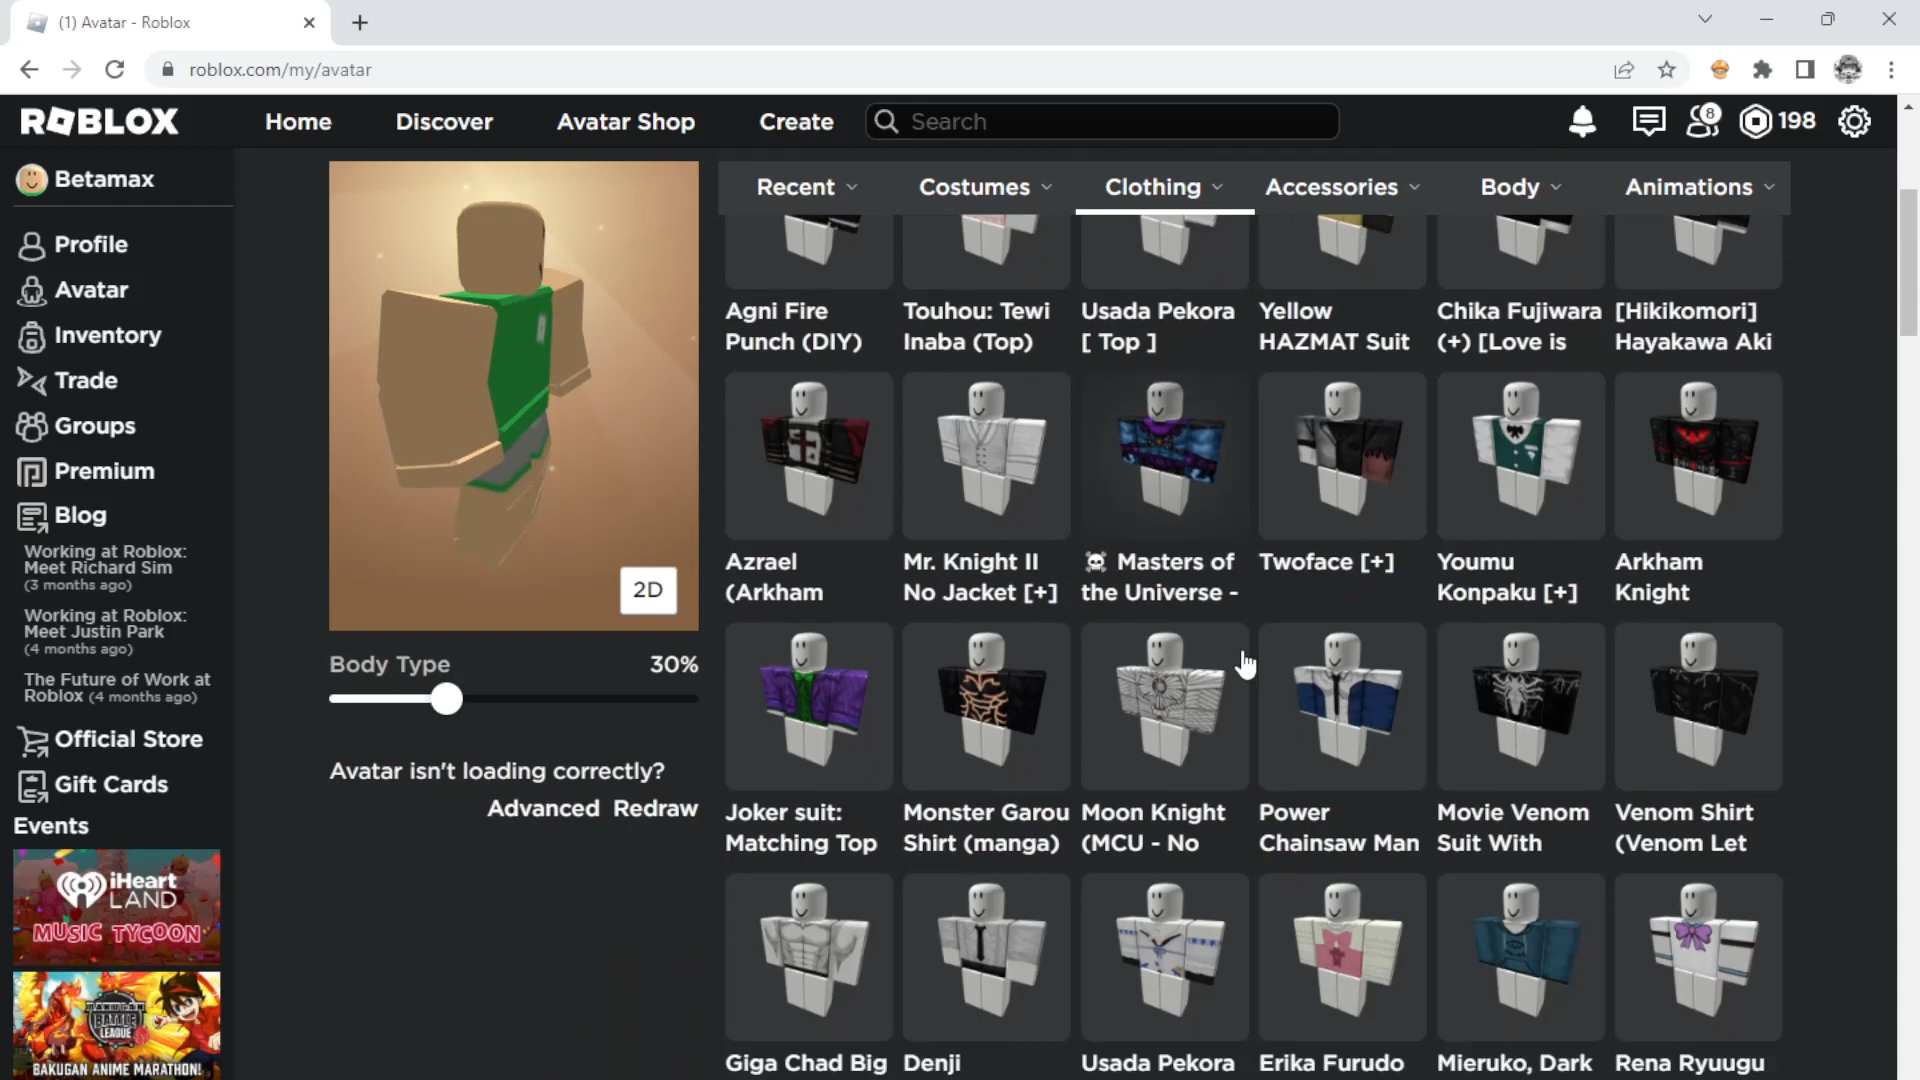 (1) Avatar - Roblox
roblox.com/my/avatar
ROBLOX
Home
Discover
Avatar Shop
Create
Search
8
198
Betamax
Profile
Avatar
Inventory
Trade
Groups
Premium
Blog
Working at Roblox:
Meet Richard Sim
(3 months ago)
Working at Roblox:
Meet Justin Park
(4 months ago)
The Future of Work at
Roblox (4 months ago)
Official Store
Gift Cards
Events
iHeart
LAND
MUSIC TYCOON
BAKUGAN
BATTLE
LEAGUE
BAKUGAN ANIME MARATHON!
2D
Body Type
30%
Avatar isn't loading correctly?
Advanced Redraw
Recent
Costumes
Clothing
Accessories
Body
Animations
Agni Fire
Punch (DIY)
Touhou: Tewi
Inaba (Top)
Usada Pekora
[ Top ]
Yellow
HAZMAT Suit
Chika Fujiwara
(+) [Love is
[Hikikomori]
Hayakawa Aki
Azrael
(Arkham
Mr. Knight II
No Jacket [+]
☠️ Masters of
the Universe -
Twoface [+]
Youmu
Konpaku [+]
Arkham
Knight
Joker suit:
Matching Top
Monster Garou
Shirt (manga)
Moon Knight
(MCU - No
Power
Chainsaw Man
Movie Venom
Suit With
Venom Shirt
(Venom Let
Giga Chad Big
Denji
Usada Pekora
Erika Furudo
Mieruko, Dark
Rena Ryuugu